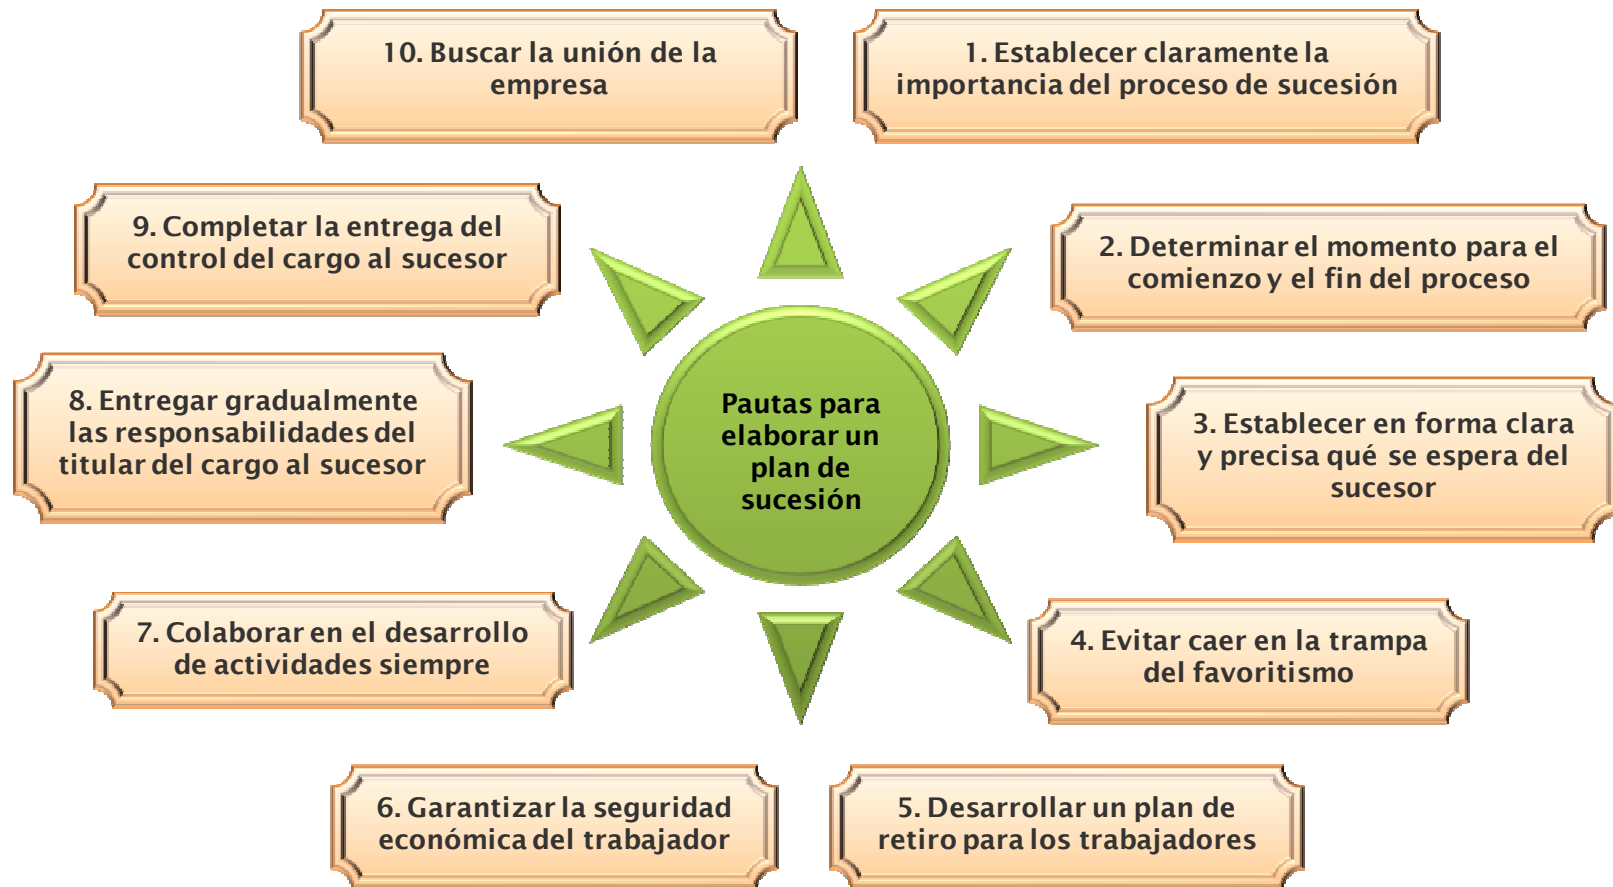 Pautas para
elaborar un
plan de
sucesión
1. Establecer claramente la
importancia del proceso de sucesión
2. Determinar el momento para el
comienzo y el fin del proceso
3. Establecer en forma clara
y precisa qué se espera del
sucesor
4. Evitar caer en la trampa
del favoritismo
5. Desarrollar un plan de
retiro para los trabajadores
6. Garantizar la seguridad
económica del trabajador
7. Colaborar en el desarrollo
de actividades siempre
8. Entregar gradualmente
las responsabilidades del
titular del cargo al sucesor
9. Completar la entrega del
control del cargo al sucesor
10. Buscar la unión de la
empresa